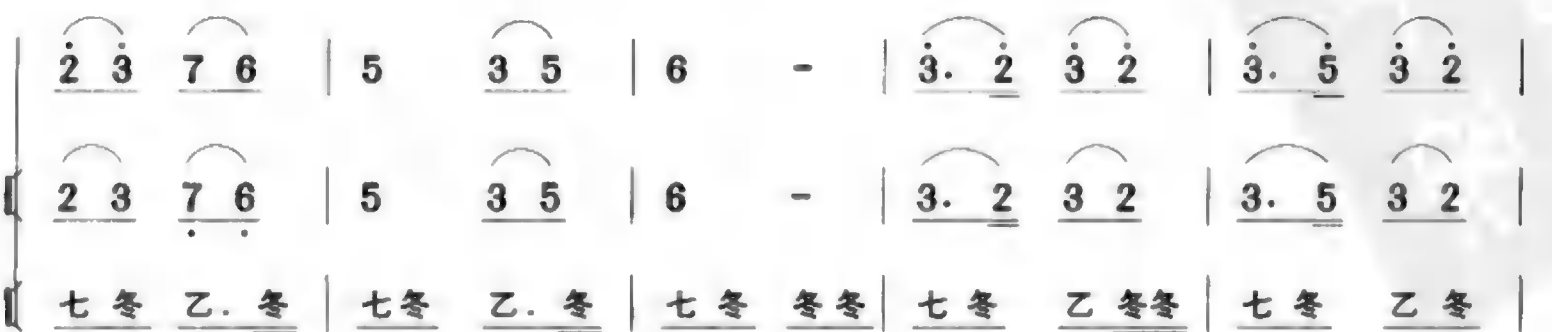 2̇ 3̇ 7 6 | 5 3 5 | 6 - | 3̇. 2̇ 3̇ 2̇ | 3̇. 5̇ 3̇ 2̇ |
2 3 7̣ 6̣ | 5 3 5 | 6 - | 3. 2 3 2 | 3. 5 3 2 |
七 冬 乙. 冬 | 七 冬 乙. 冬 | 七 冬 冬冬 | 七 冬 乙 冬冬 | 七 冬 乙 冬